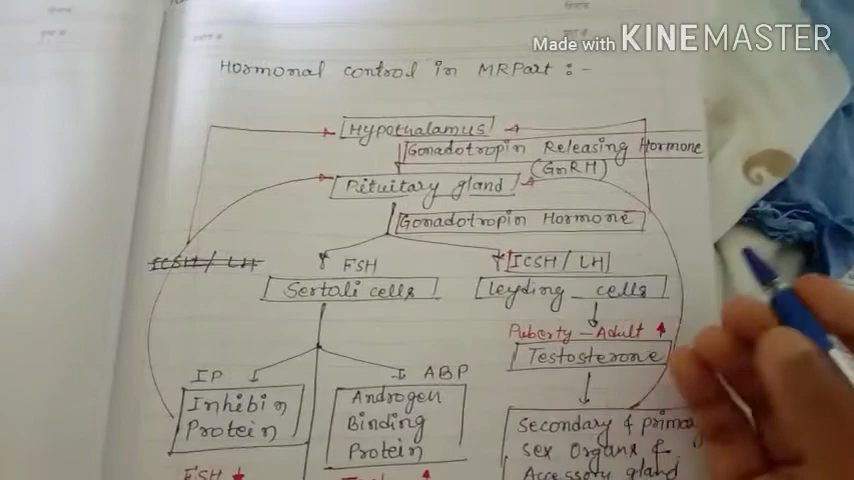 Made with KINEMASTER
Hormonal control in MRPart :-
Hypothalamus
Gonadotropin Releasing Hormone
(GnRH)
Pituitary gland
Gonadotropin Hormone
ICSH / LH
FSH
ICSH / LH
Sertali cells
Leyding cells
Puberty - Adult
Testosterone
IP
ABP
Inhibin
Protein
Androgen
Binding
Protein
Secondary & primary
sex organs &
Accessory gland
FSH